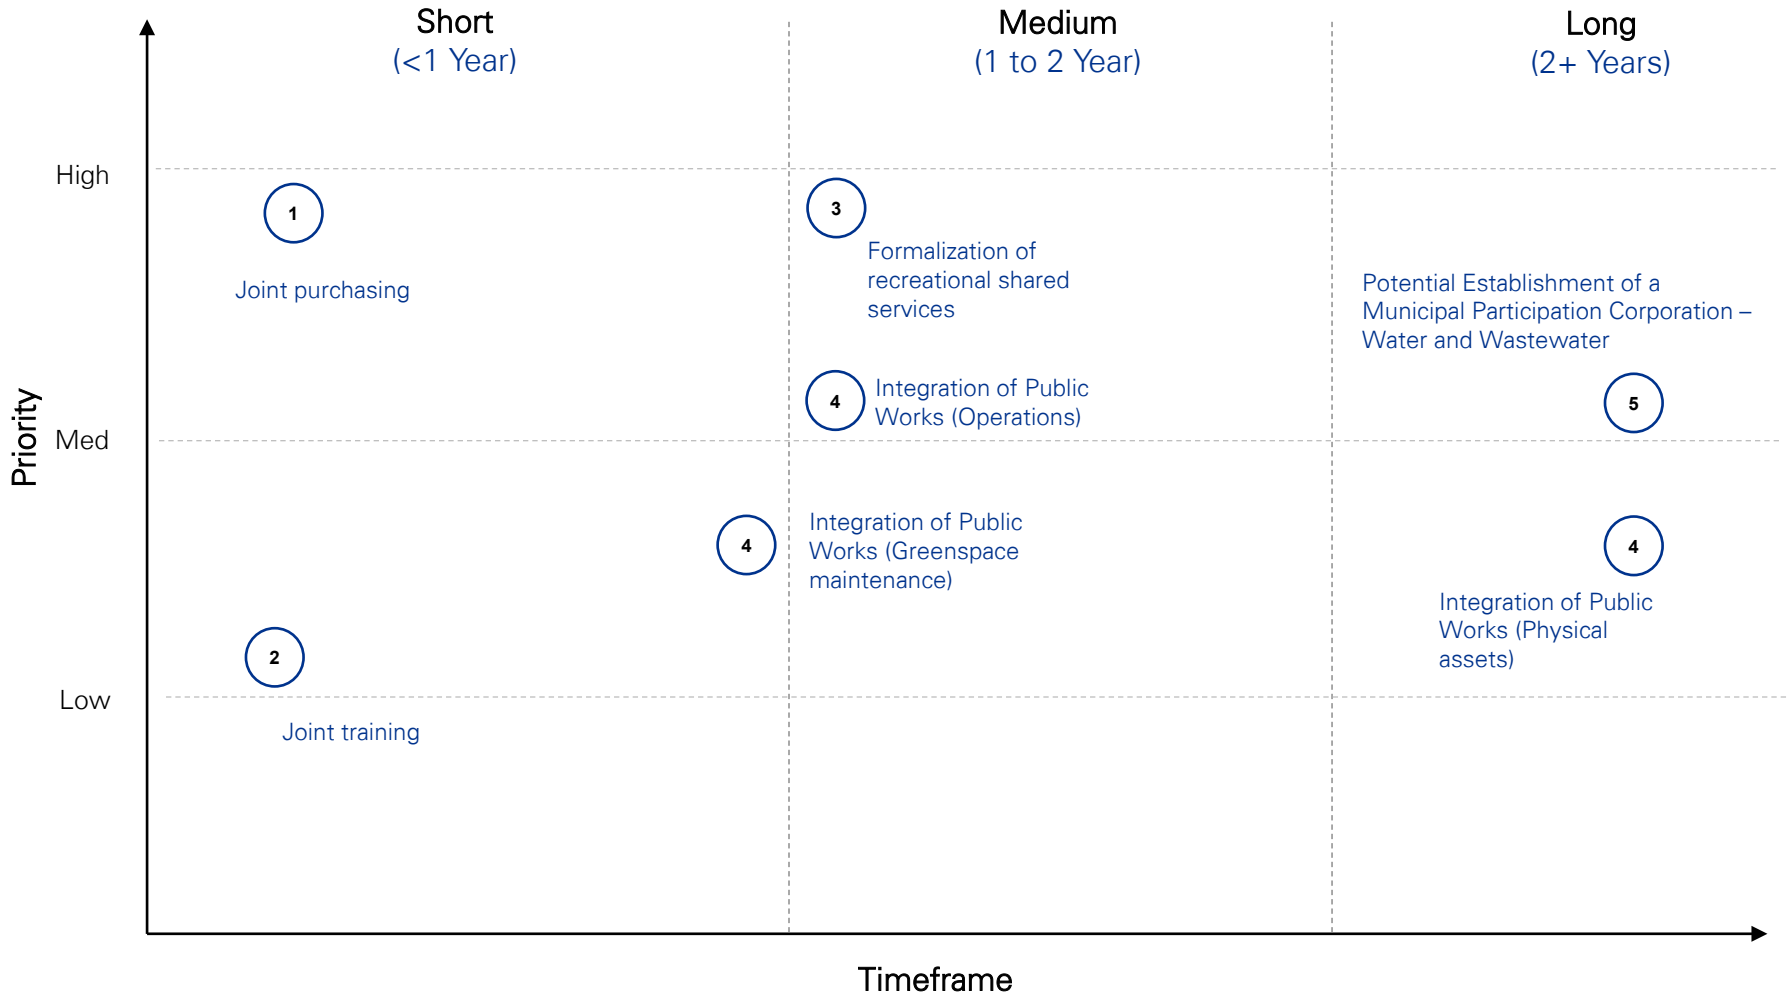 Short
(<1 Year)
Medium
(1 to 2 Year)
Long
(2+ Years)
High
1
Joint purchasing
3
Formalization of
recreational shared
services
Potential Establishment of a
Municipal Participation Corporation –
Water and Wastewater
Priority
4
Integration of Public
Works (Operations)
5
Med
4
Integration of Public
Works (Greenspace
maintenance)
4
Integration of Public
Works (Physical
assets)
2
Low
Joint training
Timeframe